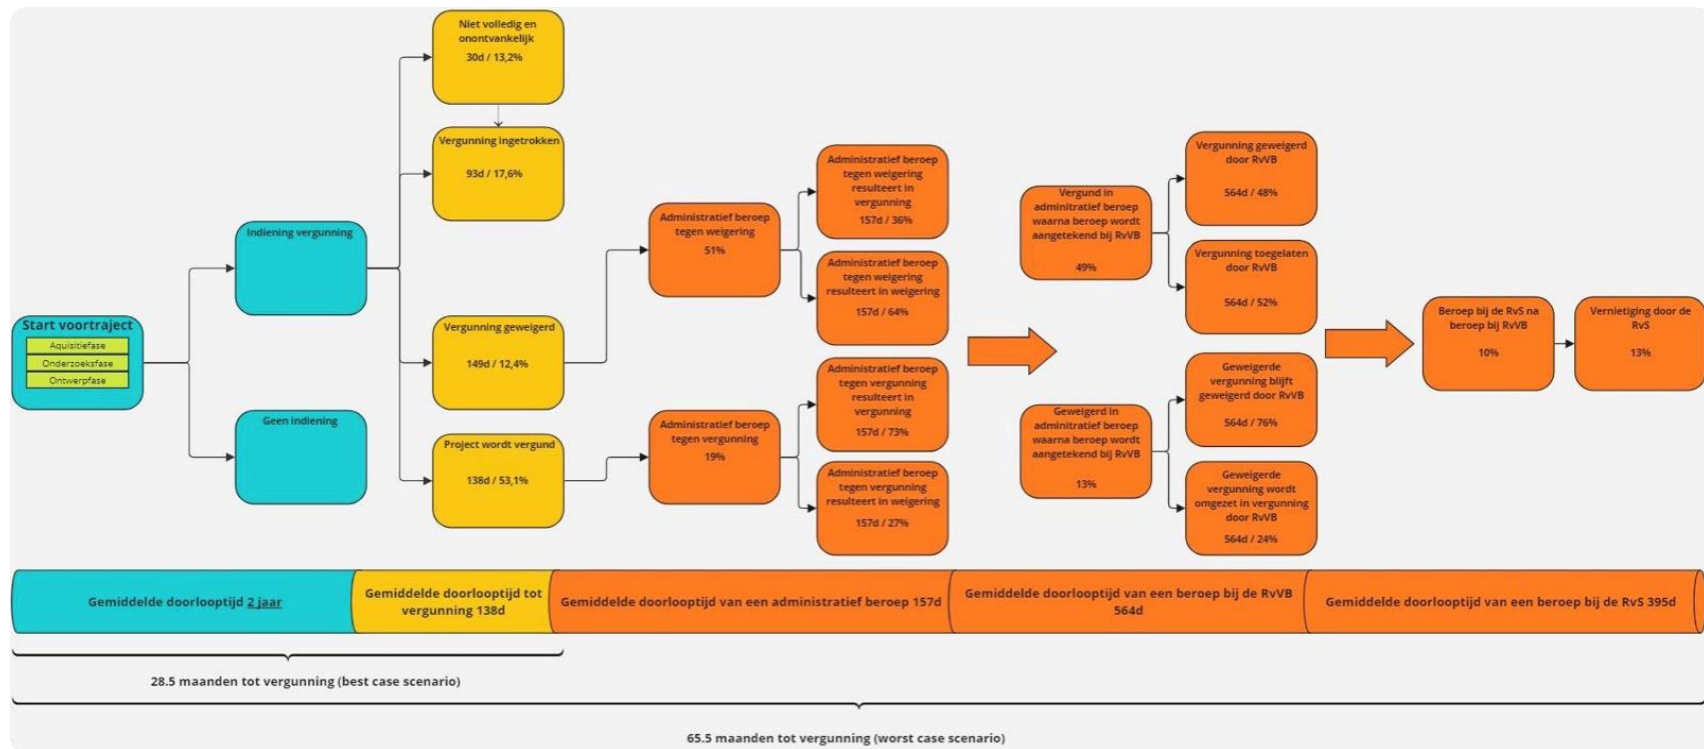 Start voortraject
Aquisitiefase
Onderzoeksfase
Ontwerpfase
Indiening vergunning
Geen indiening
Niet volledig en
onontvankelijk
30d / 13,2%
Vergunning ingetrokken
93d / 17,6%
Vergunning geweigerd
149d / 12,4%
Project wordt vergund
138d / 53,1%
Administratief beroep
tegen weigering
51%
Administratief beroep
tegen vergunning
19%
Administratief beroep
tegen weigering
resulteert in
vergunning
157d / 36%
Administratief beroep
tegen weigering
resulteert in weigering
157d / 64%
Administratief beroep
tegen vergunning
resulteert in
vergunning
157d / 73%
Administratief beroep
tegen vergunning
resulteert in weigering
157d / 27%
Vergund in
adminitratief beroep
waarna beroep wordt
aangetekend bij RvVB
49%
Geweigerd in
adminitratief beroep
waarna beroep wordt
aangetekend bij RvVB
13%
Vergunning geweigerd
door RvVB
564d / 48%
Vergunning toegelaten
door RvVB
564d / 52%
Geweigerde
vergunning blijft
geweigerd door RvVB
564d / 76%
Geweigerde
vergunning wordt
omgezet in vergunning
door RvVB
564d / 24%
Beroep bij de RvS na
beroep bij RvVB
10%
Vernietiging door de
RvS
13%
Gemiddelde doorlooptijd 2 jaar
Gemiddelde doorlooptijd tot
vergunning 138d
Gemiddelde doorlooptijd van een administratief beroep 157d
Gemiddelde doorlooptijd van een beroep bij de RvVB
564d
Gemiddelde doorlooptijd van een beroep bij de RvS 395d
28.5 maanden tot vergunning (best case scenario)
65.5 maanden tot vergunning (worst case scenario)